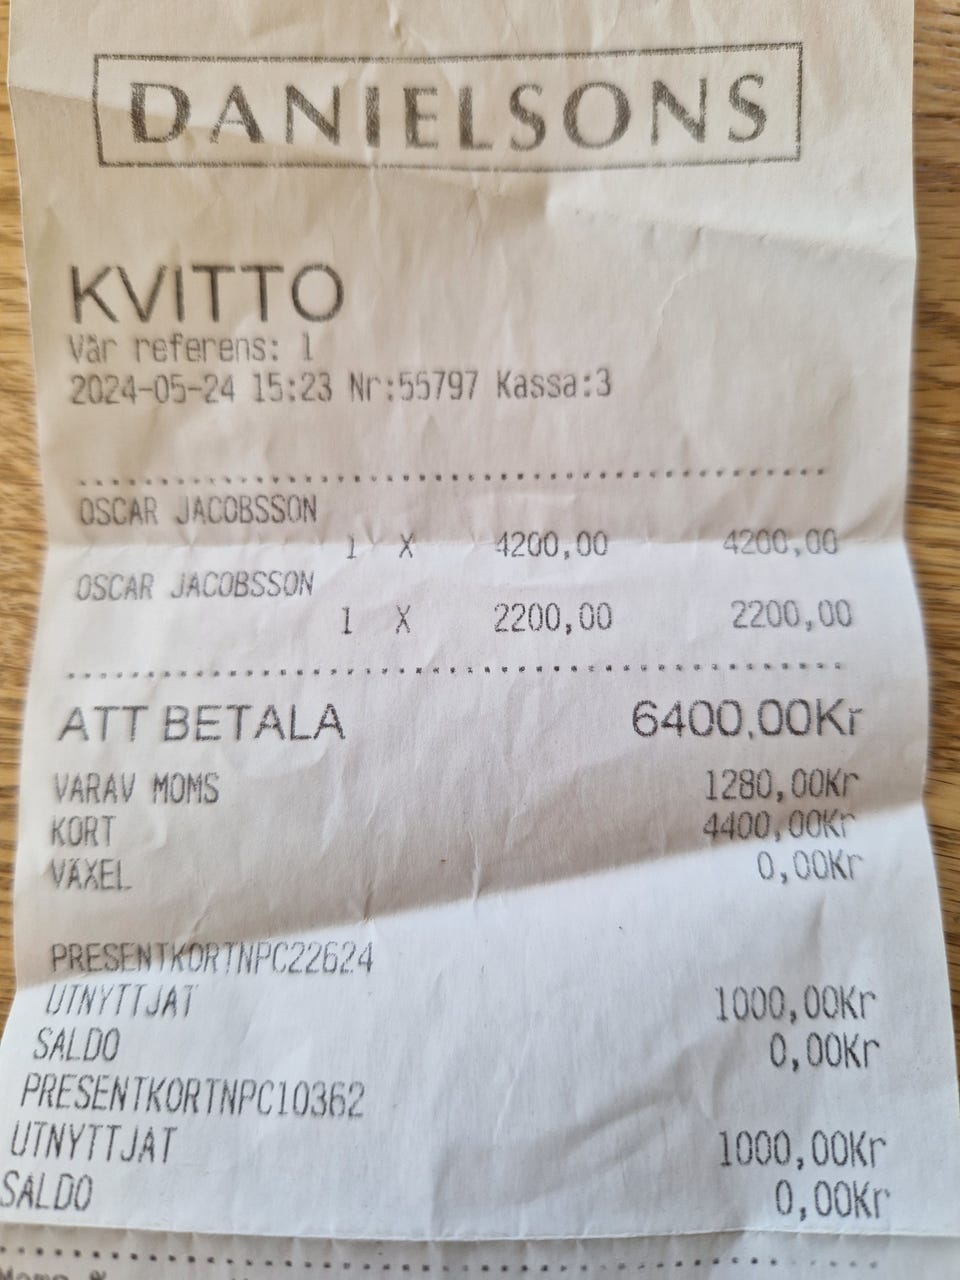 DANIELSONS
KVITTO
Vår referens: 1
2024-05-24 15:23 Nr:55797 Kassa:3
OSCAR JACOBSSON
1 X 4200,00 4200,00
OSCAR JACOBSSON
1 X 2200,00 2200,00
ATT BETALA 6400,00Kr
VARAV MOMS 1280,00Kr
KORT 4400,00Kr
VÄXEL 0,00Kr
PRESENTKORTNPC22624
UTNYTTJAT 1000,00Kr
SALDO 0,00Kr
PRESENTKORTNPC10362
UTNYTTJAT 1000,00Kr
SALDO 0,00Kr
Moms %